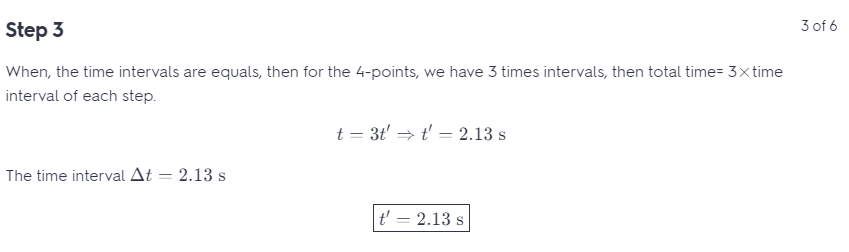 Step 3
3 of 6
When, the time intervals are equals, then for the 4-points, we have 3 times intervals, then total time= 3×time
interval of each step.
t = 3t′ ⇒ t′ = 2.13 s
The time interval Δt = 2.13 s
t′ = 2.13 s